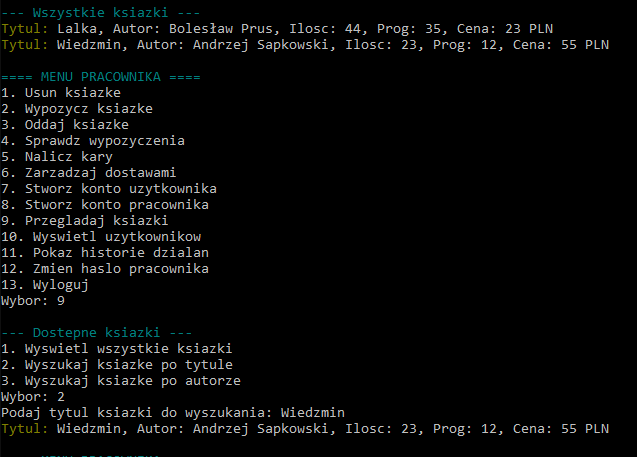 --- Wszystkie ksiazki ---
Tytul: Lalka, Autor: Bolesław Prus, Ilosc: 44, Prog: 35, Cena: 23 PLN
Tytul: Wiedzmin, Autor: Andrzej Sapkowski, Ilosc: 23, Prog: 12, Cena: 55 PLN
==== MENU PRACOWNIKA ====
1. Usun ksiazke
2. Wypozycz ksiazke
3. Oddaj ksiazke
4. Sprawdz wypozyczenia
5. Nalicz kary
6. Zarzadzaj dostawami
7. Stworz konto uzytkownika
8. Stworz konto pracownika
9. Przegladaj ksiazki
10. Wyswietl uzytkownikow
11. Pokaz historie dzialan
12. Zmien haslo pracownika
13. Wyloguj
Wybor: 9
--- Dostepne ksiazki ---
1. Wyswietl wszystkie ksiazki
2. Wyszukaj ksiazke po tytule
3. Wyszukaj ksiazke po autorze
Wybor: 2
Podaj tytul ksiazki do wyszukania: Wiedzmin
Tytul: Wiedzmin, Autor: Andrzej Sapkowski, Ilosc: 23, Prog: 12, Cena: 55 PLN